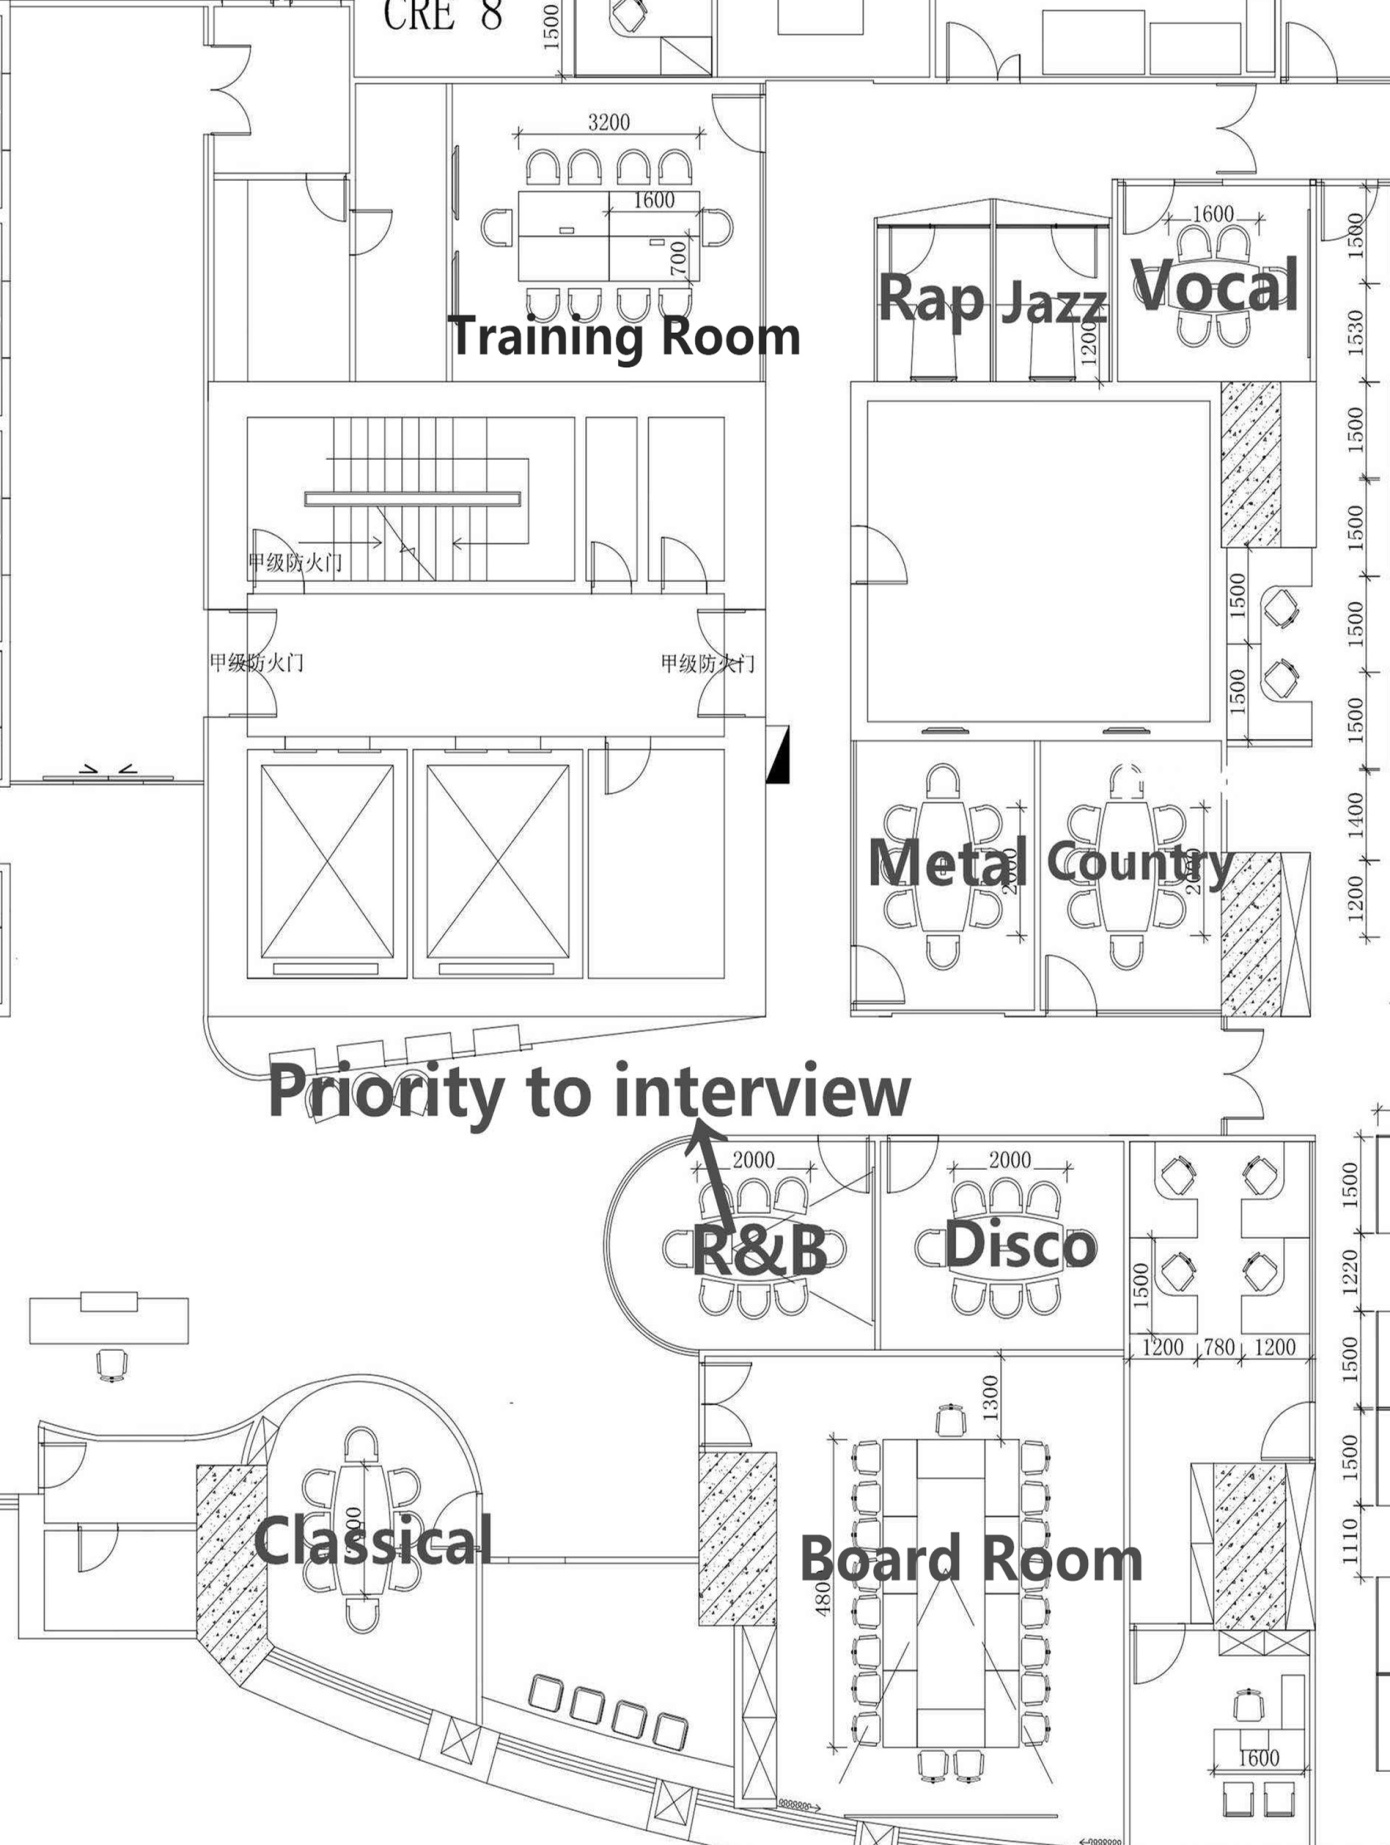 CRE 8
1500
3200
1600
700
Training Room
1600
1500
Rap
Jazz
Vocal
1200
1330
1500
1500
甲级防火门
1500
1500
甲级防火门
甲级防火门
1500
1500
1400
Metal
Country
2000
1200
Priority to interview
2000
2000
1500
R&B
Disco
1500
1220
1200
780
1200
1500
1300
1500
Classical
Board Room
1110
1600